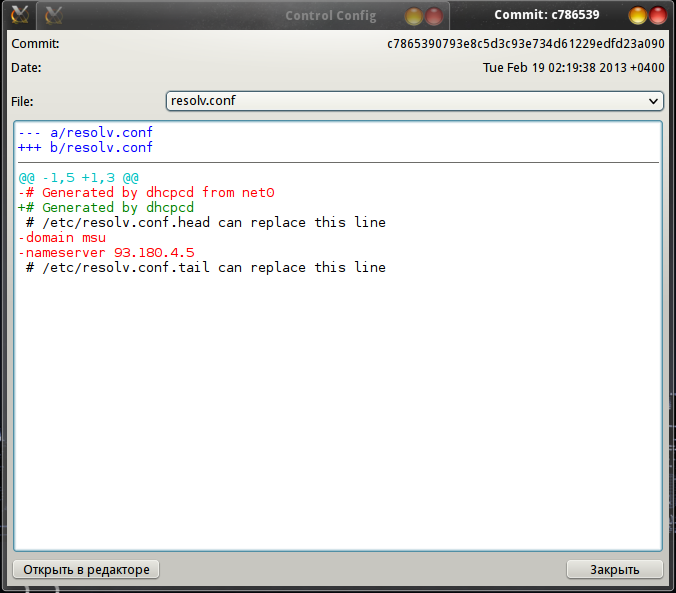 Control Config
Commit: c786539
Commit: c7865390793e8c5d3c93e734d61229edfd23a090
Date: Tue Feb 19 02:19:38 2013 +0400
File: resolv.conf
--- a/resolv.conf
+++ b/resolv.conf
@@ -1,5 +1,3 @@
-# Generated by dhcpcd from net0
+# Generated by dhcpcd
 # /etc/resolv.conf.head can replace this line
-domain msu
-nameserver 93.180.4.5
 # /etc/resolv.conf.tail can replace this line
Открыть в редакторе
Закрыть